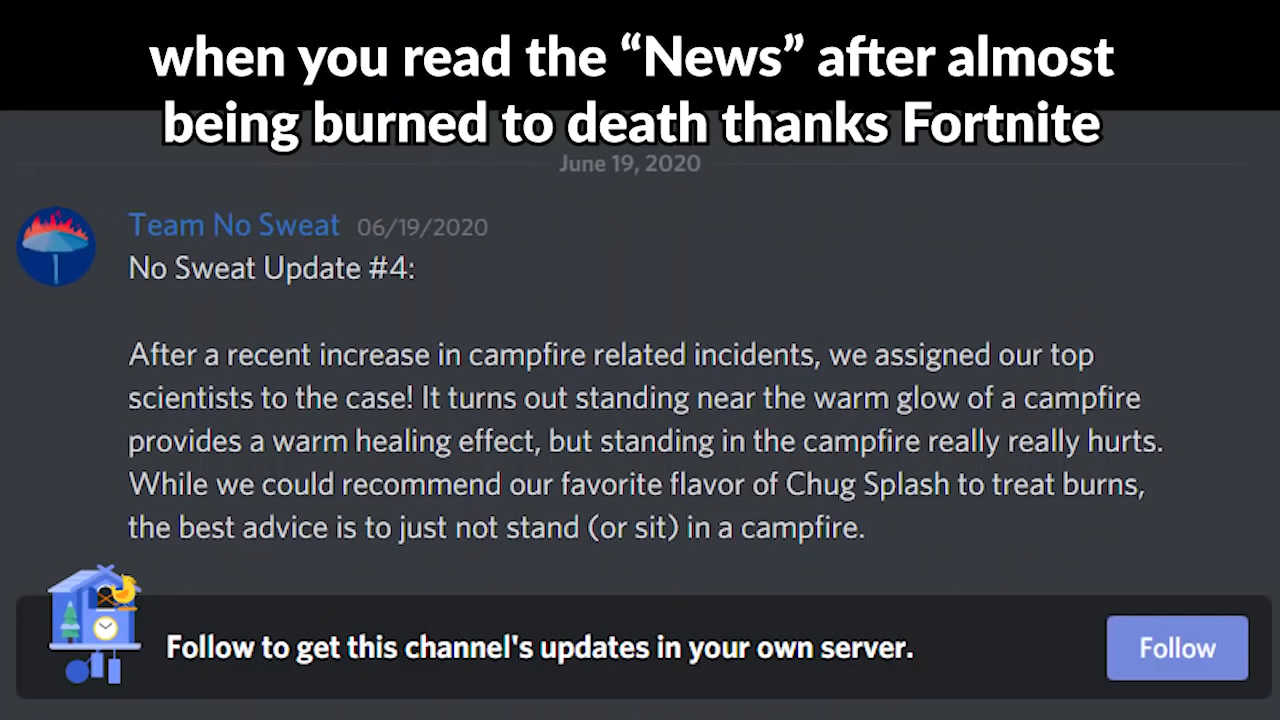 when you read the “News” after almost
being burned to death thanks Fortnite
June 19, 2020
Team No Sweat 06/19/2020
No Sweat Update #4:
After a recent increase in campfire related incidents, we assigned our top
scientists to the case! It turns out standing near the warm glow of a campfire
provides a warm healing effect, but standing in the campfire really really hurts.
While we could recommend our favorite flavor of Chug Splash to treat burns,
the best advice is to just not stand (or sit) in a campfire.
Follow to get this channel's updates in your own server.
Follow